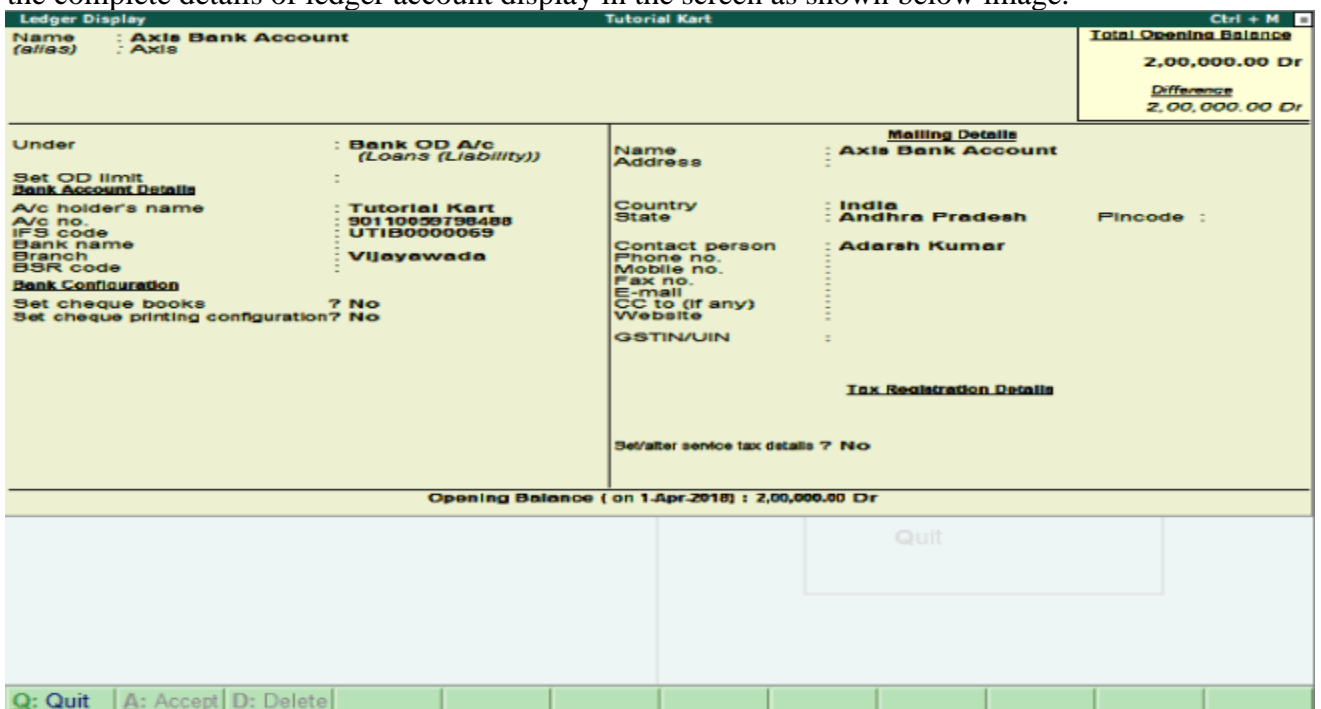 the complete details of ledger account display in the screen as shown below image.
Ledger Display Tutorial Kart Ctrl + M
Name : Axis Bank Account
(alias) : Axis
Total Opening Balance
2,00,000.00 Dr
Difference
2,00,000.00 Dr
Under : Bank OD A/c
(Loans (Liability))
Set OD limit :
Bank Account Details
A/c holder's name : Tutorial Kart
A/c no. : 90110059798488
IFS code : UTIB0000069
Bank name :
Branch : Vijayawada
BSR code :
Bank Configuration
Set cheque books ? No
Set cheque printing configuration? No
Mailing Details
Name : Axis Bank Account
Address :
Country : India
State : Andhra Pradesh Pincode :
Contact person : Adarsh Kumar
Phone no. :
Mobile no. :
Fax no. :
E-mail :
CC to (if any) :
Website :
GSTIN/UIN :
Tax Registration Details
Set/alter service tax details ? No
Opening Balance ( on 1-Apr-2018) : 2,00,000.00 Dr
Quit
Q: Quit A: Accept D: Delete